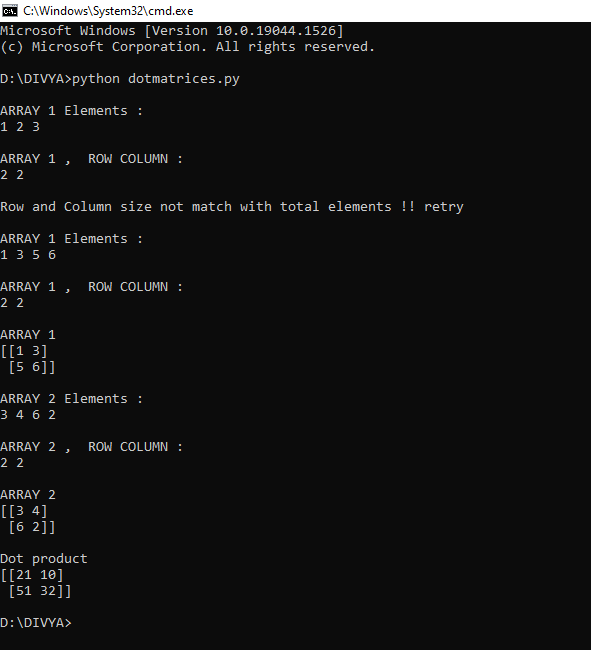 C:\Windows\System32\cmd.exe
Microsoft Windows [Version 10.0.19044.1526]
(c) Microsoft Corporation. All rights reserved.
D:\DIVYA>python dotmatrices.py
ARRAY 1 Elements :
1 2 3
ARRAY 1 ,  ROW COLUMN :
2 2
Row and Column size not match with total elements !! retry
ARRAY 1 Elements :
1 3 5 6
ARRAY 1 ,  ROW COLUMN :
2 2
ARRAY 1
[[1 3]
 [5 6]]
ARRAY 2 Elements :
3 4 6 2
ARRAY 2 ,  ROW COLUMN :
2 2
ARRAY 2
[[3 4]
 [6 2]]
Dot product
[[21 10]
 [51 32]]
D:\DIVYA>